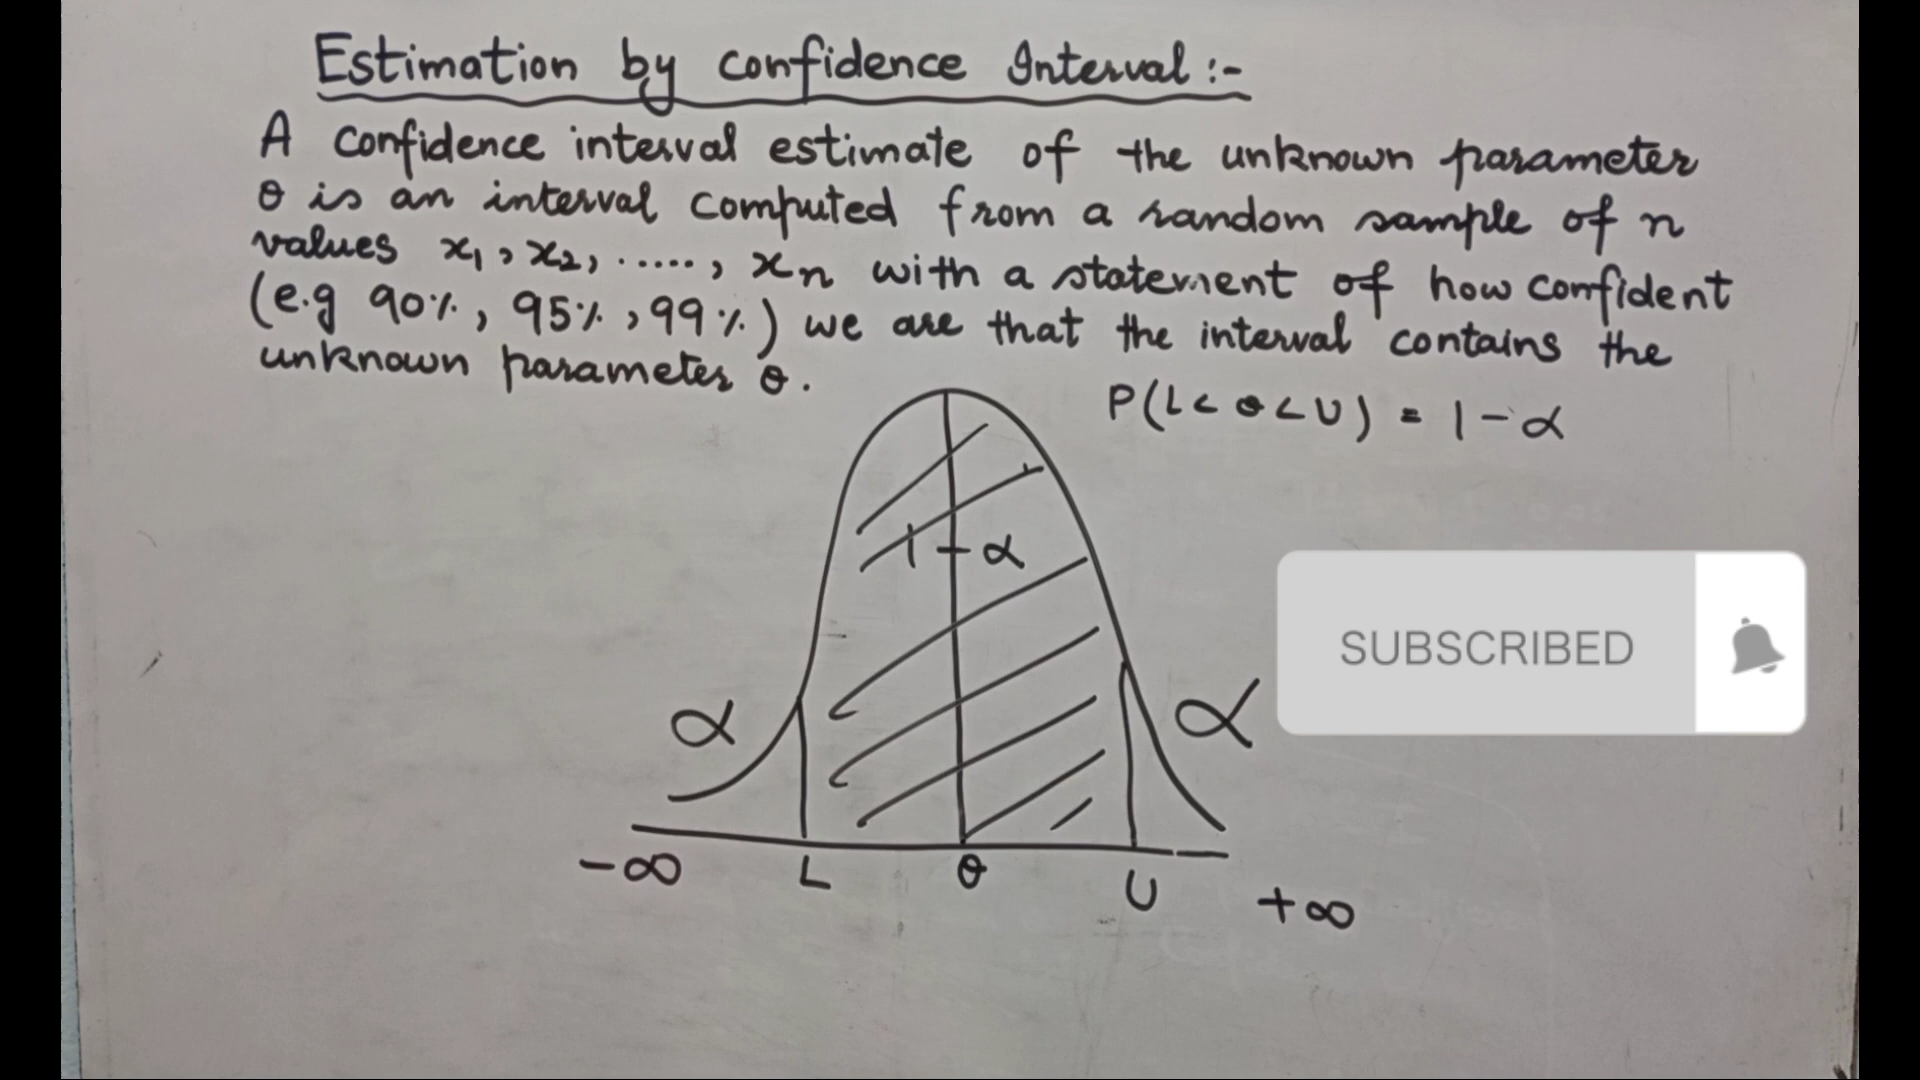 Estimation by confidence Interval :-
A confidence interval estimate of the unknown parameter
θ is an interval computed from a random sample of n
values x₁, x₂, ....., xₙ with a statement of how confident
(e.g 90%, 95%, 99%) we are that the interval contains the
unknown parameter θ.
P(L < θ < U) = 1 - α
1 - α
SUBSCRIBED
α
α
-∞ L θ U +∞